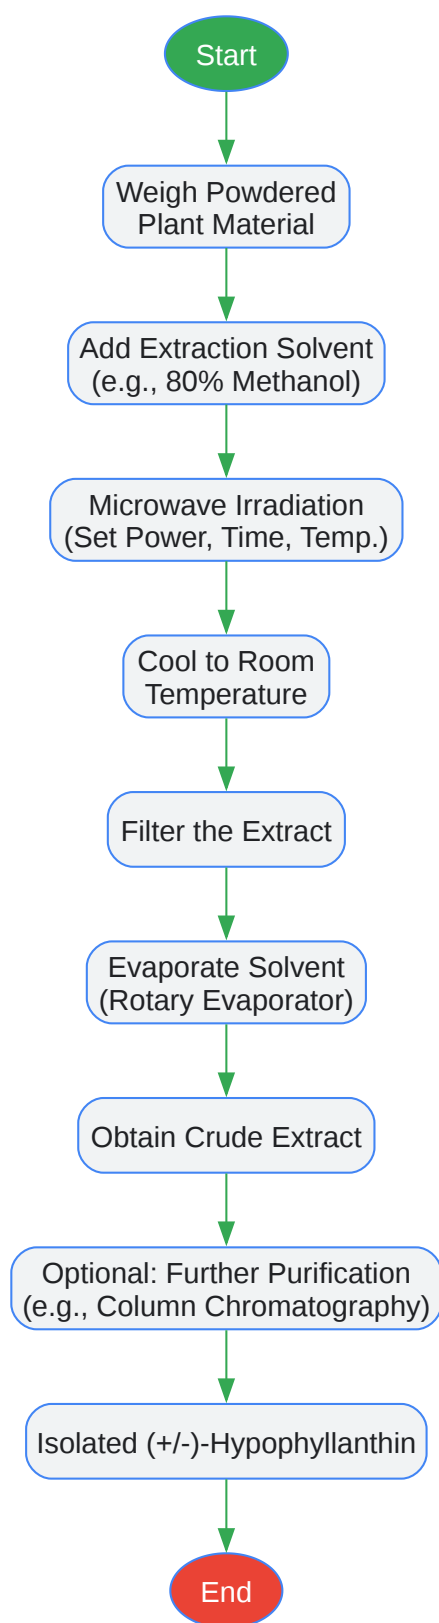 Start
Weigh Powdered
Plant Material
Add Extraction Solvent
(e.g., 80% Methanol)
Microwave Irradiation
(Set Power, Time, Temp.)
Cool to Room
Temperature
Filter the Extract
Evaporate Solvent
(Rotary Evaporator)
Obtain Crude Extract
Optional: Further Purification
(e.g., Column Chromatography)
Isolated (+/-)-Hypophyllanthin
End